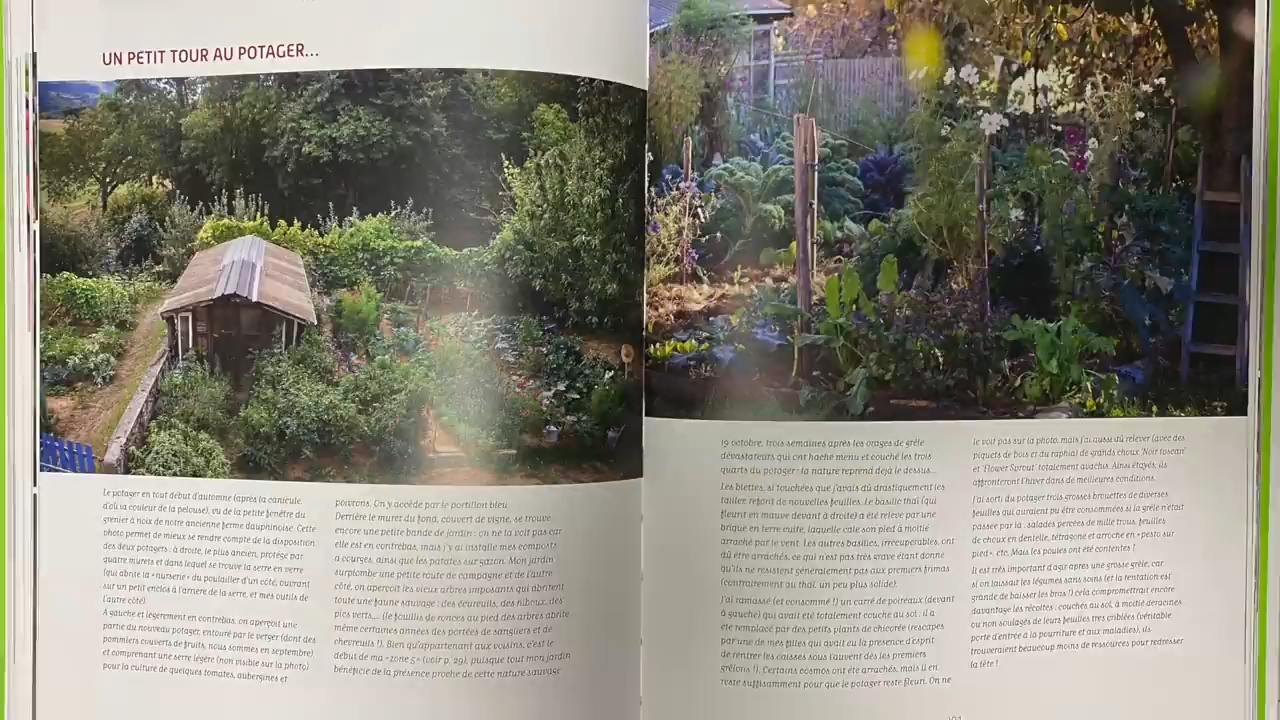 UN PETIT TOUR AU POTAGER...
Le potager en tout début d'automne (après la canicule,
d'où la couleur de la pelouse), vu de la petite fenêtre du
grenier à noix de notre ancienne ferme dauphinoise. Cette
photo permet de mieux se rendre compte de la disposition
des deux potagers : à droite, le plus ancien, protégé par
quatre murets et dans lequel se trouve la serre en verre
(qui abrite la «nurserie» du poulailler d'un côté, ouvrant
sur un petit enclos à l'arrière de la serre, et mes outils de
l'autre côté).
À gauche et légèrement en contrebas, on aperçoit une
partie du nouveau potager, entouré par le verger (dont des
pommiers couverts de fruits, nous sommes en septembre)
et comprenant une serre légère (non visible sur la photo)
pour la culture de quelques tomates, aubergines et
poivrons. On y accède par le portillon bleu
Derrière le muret du fond, couvert de vigne, se trouve
encore une petite bande de jardin : on ne la voit pas car
elle est en contrebas, mais j'y ai installé mes composts
à courges, ainsi que les patates sur gazon. Mon jardin
surplombe une petite route de campagne et de l'autre
côté, on aperçoit les vieux arbres imposants qui abritent
toute une faune sauvage : des écureuils, des hiboux, des
pics verts,... (le fouillis de ronces au pied des arbres abrite
même certaines années des portées de sangliers et de
chevreuils !). Bien qu'appartenant aux voisins, c'est le
début de ma «zone 5» (voir p. 29), puisque tout mon jardin
bénéficie de la présence proche de cette nature sauvage
19 octobre, trois semaines après les orages de grêle
dévastateurs qui ont haché menu et couché les trois
quarts du potager : la nature reprend déjà le dessus...
Les blettes, si touchées que j'avais dû drastiquement les
tailler refont de nouvelles feuilles. Le basilic thaï (qui
fleurit en mauve devant à droite) a été relevé par une
brique en terre cuite, laquelle cale son pied à moitié
arraché par le vent. Les autres basilics, irrécupérables, ont
dû être arrachés, ce qui n'est pas très grave étant donné
qu'ils ne résistent généralement pas aux premiers frimas
(contrairement au thaï, un peu plus solide).
J'ai ramassé (et consommé !) un carré de poireaux (devant
à gauche) qui avait été totalement couché au sol : il a
été remplacé par des petits plants de chicorée (rescapés
par une de mes filles qui avait eu la présence d'esprit
de rentrer les caisses sous l'auvent dès les premiers
grêlons !). Certains cosmos ont été arrachés, mais il en
reste suffisamment pour que le potager reste fleuri. On ne
le voit pas sur la photo, mais j'ai aussi dû relever (avec des
piquets de bois et du raphia) de grands choux 'Noir toscan'
et 'Flower Sprout' totalement avachis. Ainsi étayés, ils
affronteront l'hiver dans de meilleures conditions.
J'ai sorti du potager trois grosses brouettes de diverses
feuilles qui auraient pu être consommées si la grêle n'était
passée par là : salades percées de mille trous, feuilles
de choux en dentelle, tétragone et arroche en «pesto sur
pied», etc. Mais les poules ont été contentes !
Il est très important d'agir après une grosse grêle, car
si on laissait les légumes sans soins (et la tentation est
grande de baisser les bras !) cela compromettrait encore
davantage les récoltes : couchés au sol, à moitié déracinés
ou non soulagés de leurs feuilles très criblées (véritable
porte d'entrée à la pourriture et aux maladies), ils
trouveraient beaucoup moins de ressources pour redresser
la tête !